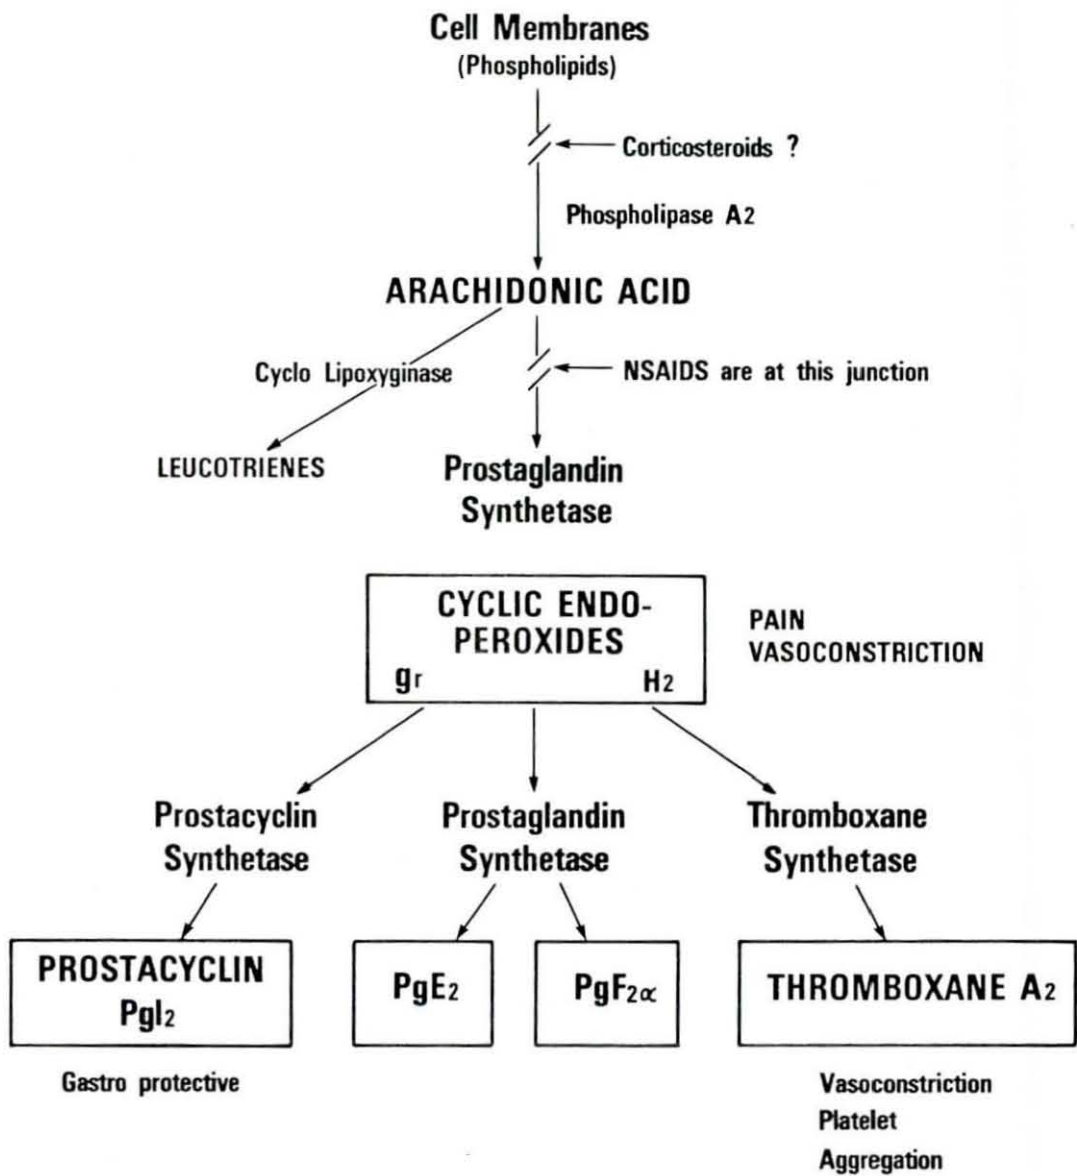 Cell Membranes
(Phospholipids)
Corticosteroids ?
Phospholipase A2
ARACHIDONIC ACID
Cyclo Lipoxyginase
NSAIDS are at this junction
LEUCOTRIENES
Prostaglandin
Synthetase
CYCLIC ENDO-
PEROXIDES
gr H2
PAIN
VASOCONSTRICTION
Prostacyclin
Synthetase
Prostaglandin
Synthetase
Thromboxane
Synthetase
PROSTACYCLIN
PgI2
PgE2
PgF2α
THROMBOXANE A2
Gastro protective
Vasoconstriction
Platelet
Aggregation